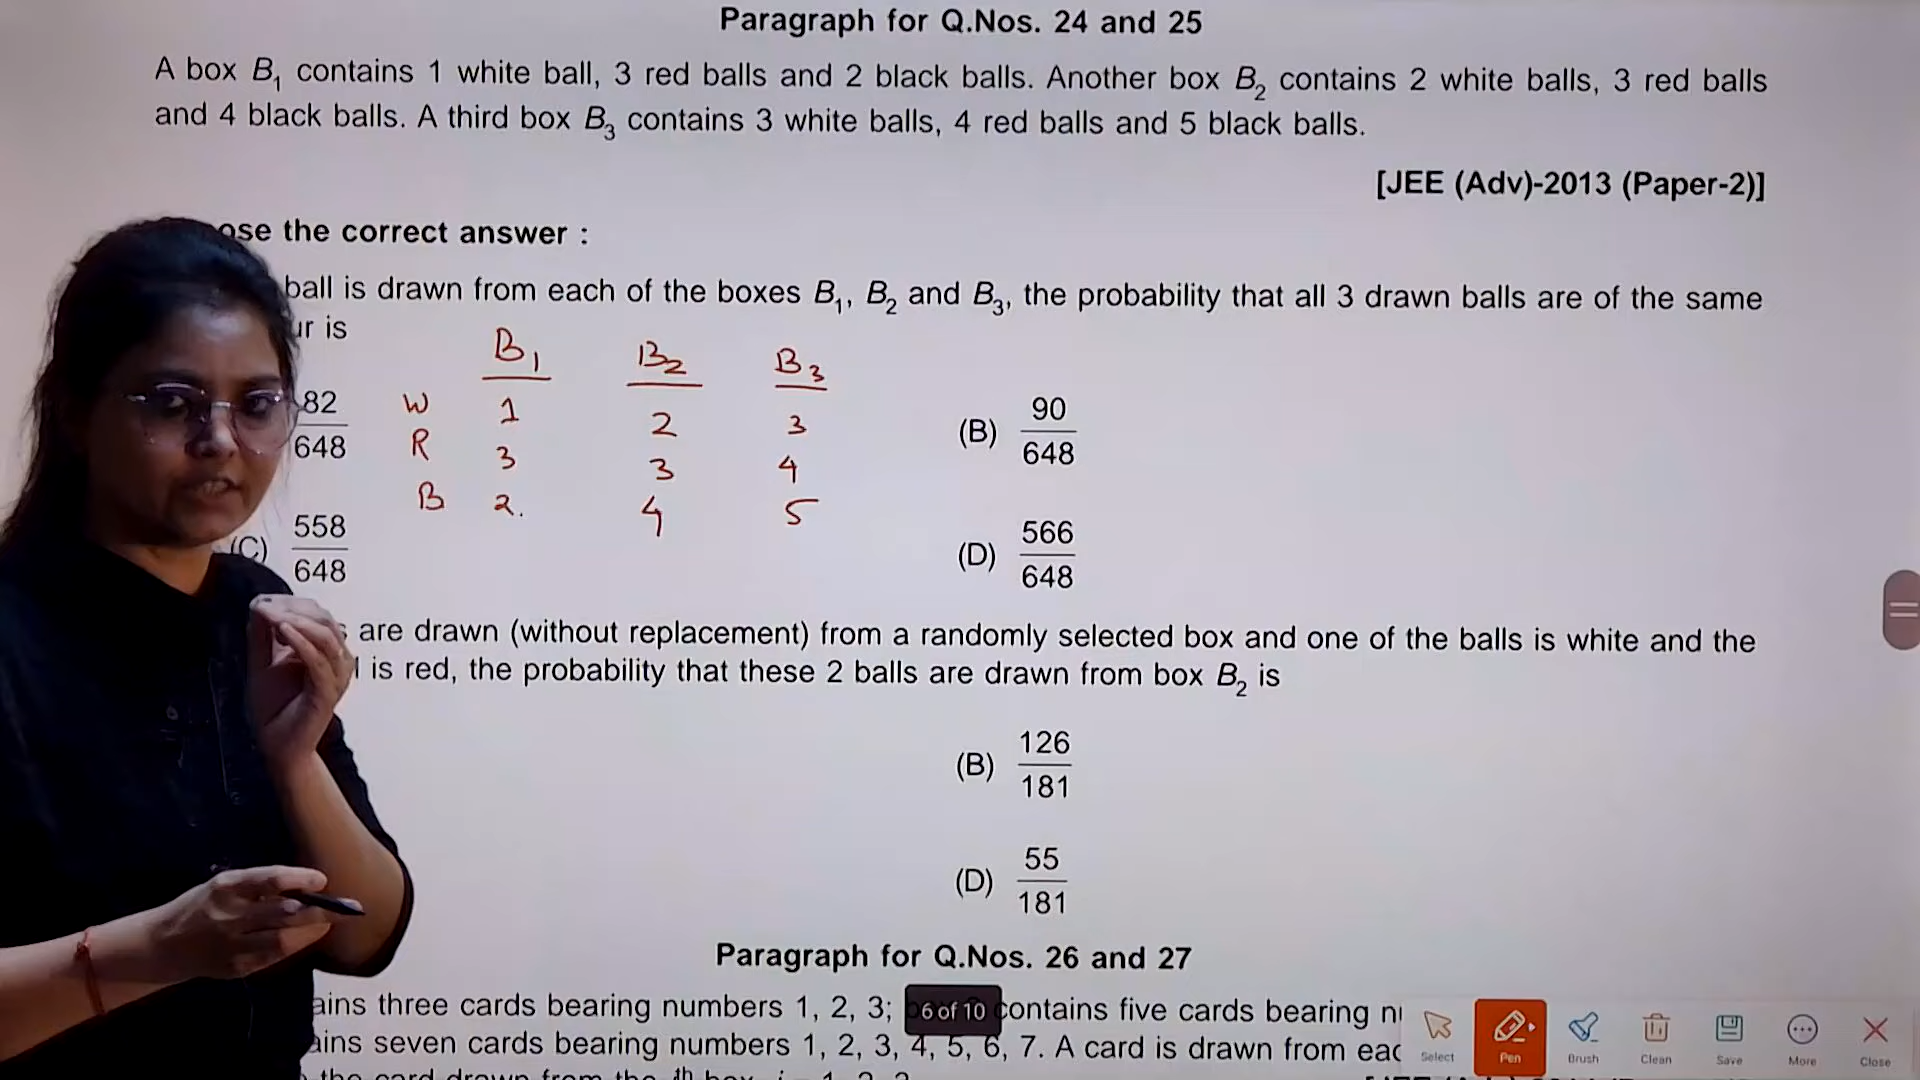 Paragraph for Q.Nos. 24 and 25
A box B₁ contains 1 white ball, 3 red balls and 2 black balls. Another box B₂ contains 2 white balls, 3 red balls
and 4 black balls. A third box B₃ contains 3 white balls, 4 red balls and 5 black balls.
[JEE (Adv)-2013 (Paper-2)]
the correct answer :
ball is drawn from each of the boxes B₁, B₂ and B₃, the probability that all 3 drawn balls are of the same
is
B₁ B₂ B₃
W 1 2 3
R 3 3 4
B 2. 4 5
82
648
(B) 90
648
(C) 558
648
(D) 566
648
are drawn (without replacement) from a randomly selected box and one of the balls is white and the
is red, the probability that these 2 balls are drawn from box B₂ is
(B) 126
181
(D) 55
181
Paragraph for Q.Nos. 26 and 27
three cards bearing numbers 1, 2, 3; contains five cards bearing
6 of 10
seven cards bearing numbers 1, 2, 3, 4, 5, 6, 7. A card is drawn from
Select Pen Brush Clean Save More Close